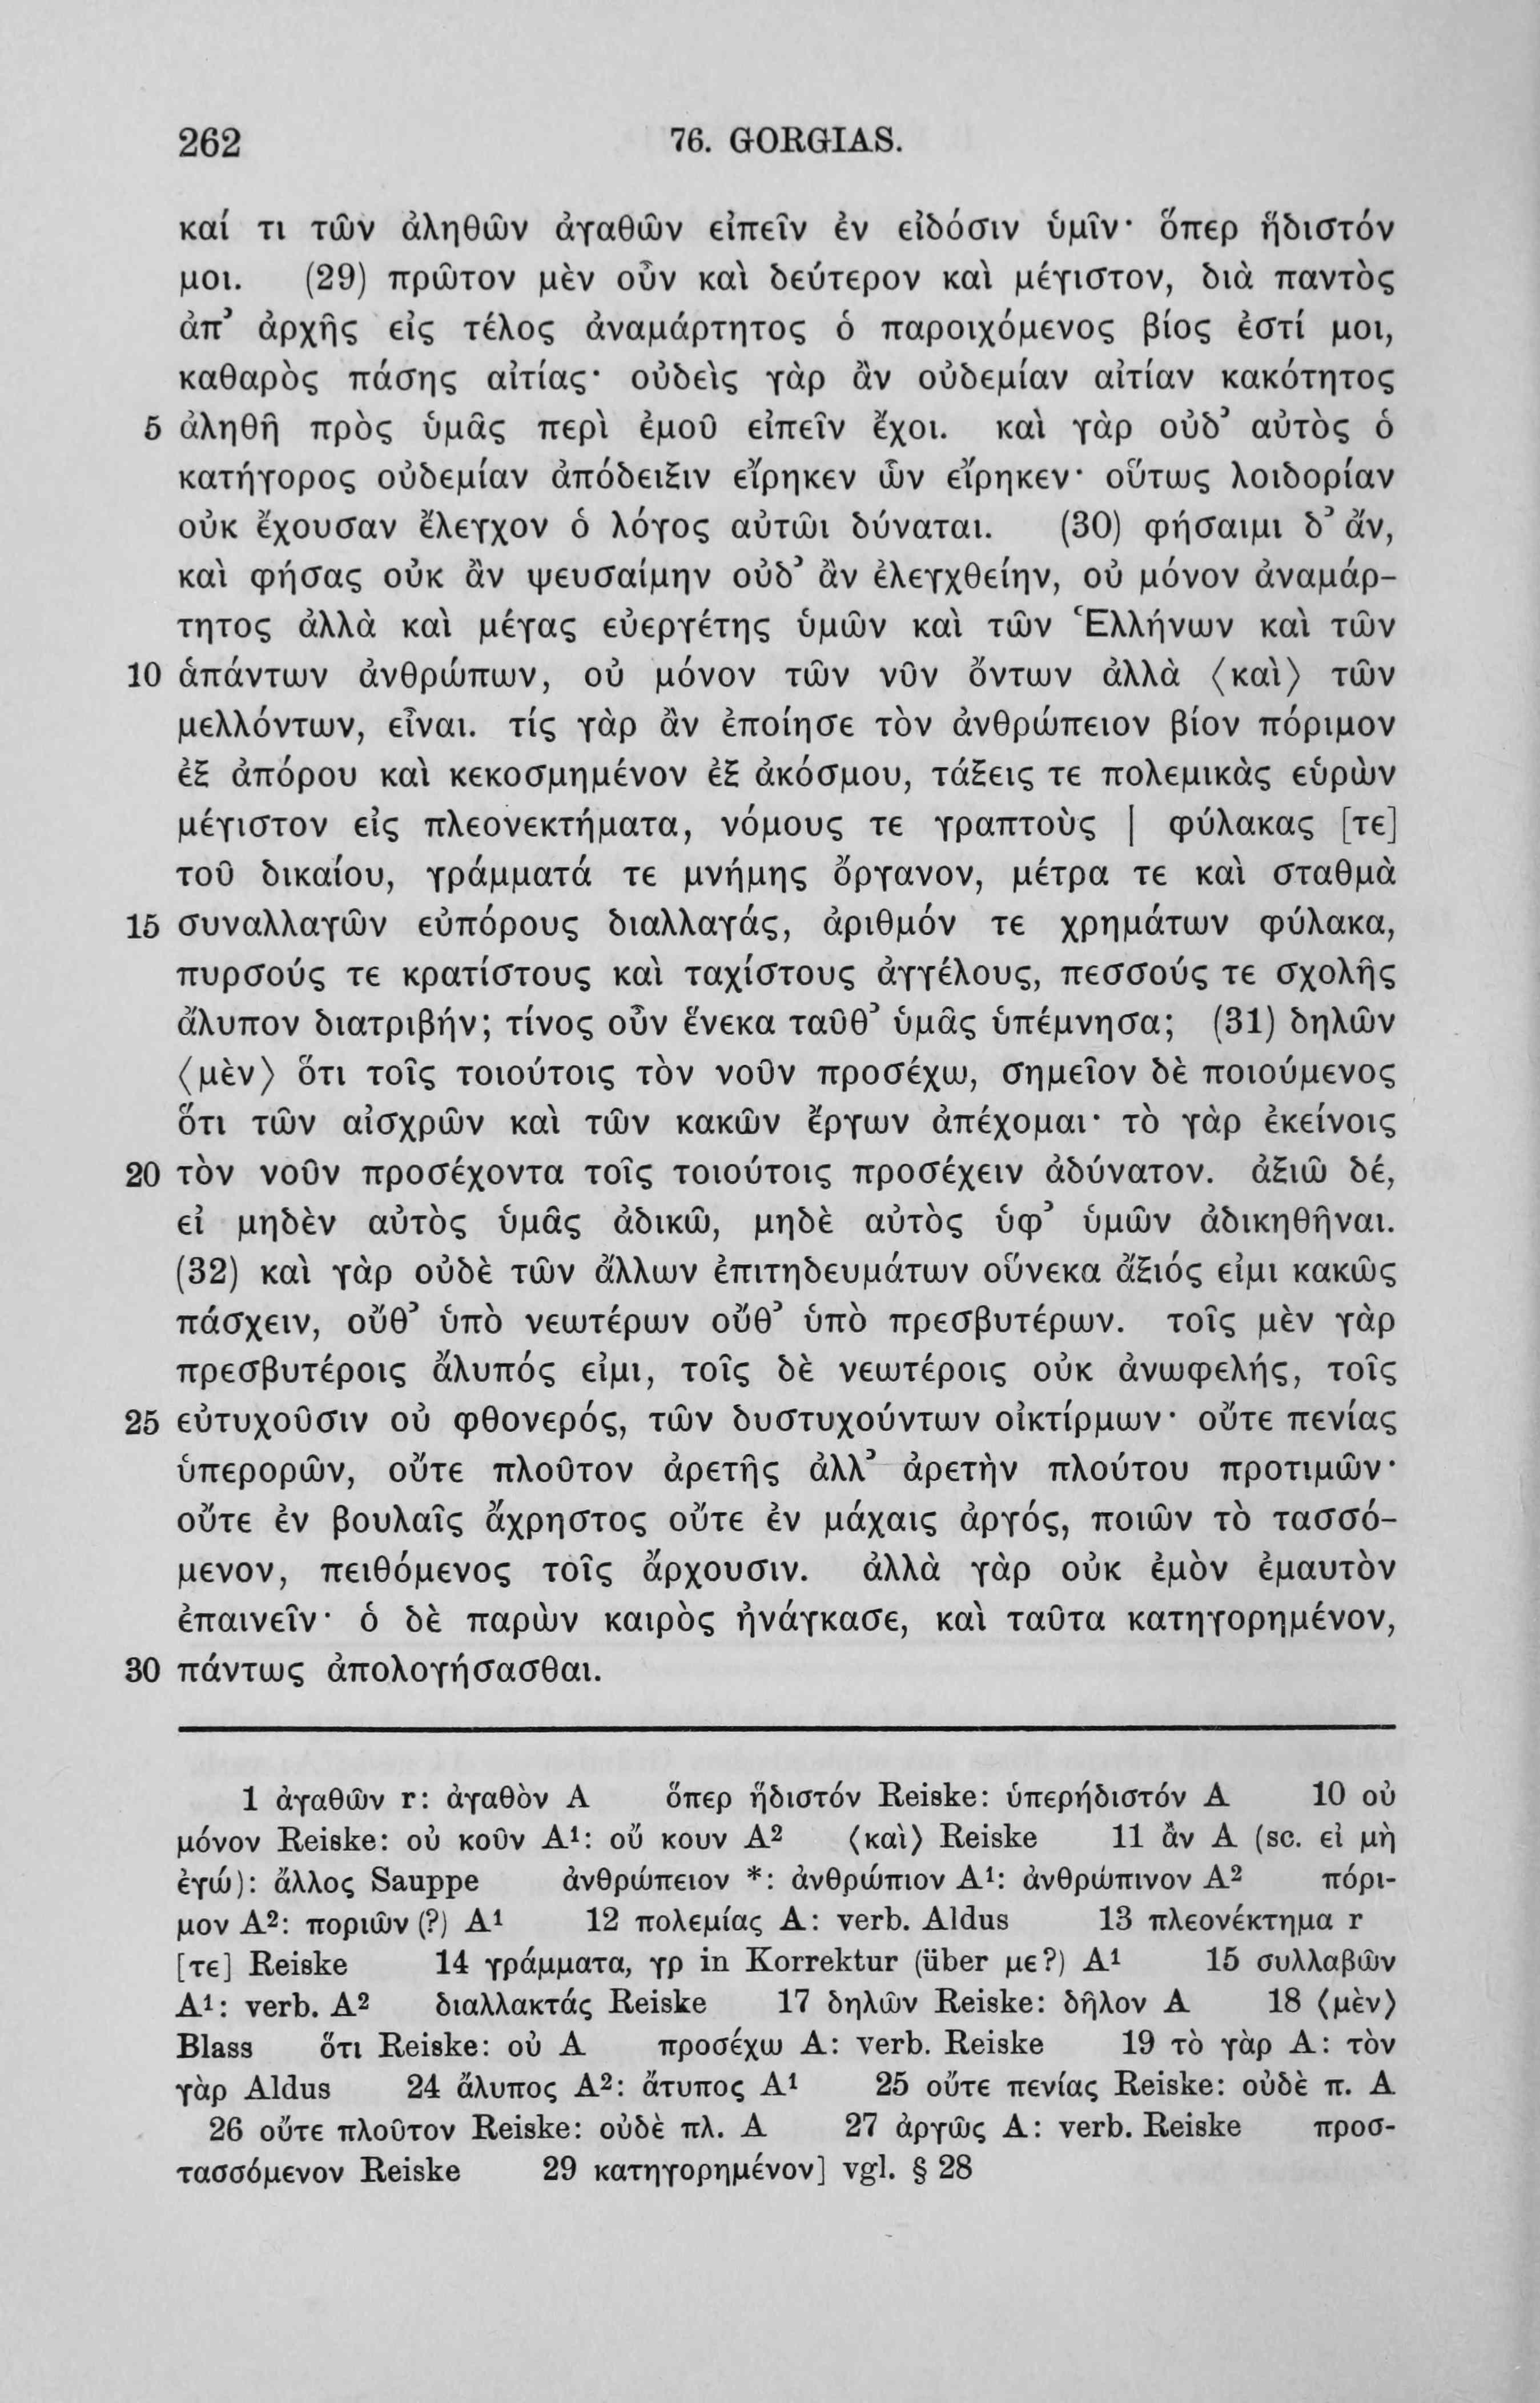 262 76. GORGIAS.
καί τι τῶν ἀληθῶν ἀγαθῶν εἰπεῖν ἐν εἰδόσιν ὑμῖν· ὅπερ ἥδιστόν
μοι. (29) πρῶτον μὲν οὖν καὶ δεύτερον καὶ μέγιστον, διὰ παντὸς
ἀπ’ ἀρχῆς εἰς τέλος ἀναμάρτητος ὁ παροιχόμενος βίος ἐστί μοι,
καθαρὸς πάσης αἰτίας· οὐδεὶς γὰρ ἂν οὐδεμίαν αἰτίαν κακότητος
5 ἀληθῆ πρὸς ὑμᾶς περὶ ἐμοῦ εἰπεῖν ἔχοι. καὶ γὰρ οὐδ’ αὐτὸς ὁ
κατήγορος οὐδεμίαν ἀπόδειξιν εἴρηκεν ὧν εἴρηκεν· οὕτως λοιδορίαν
οὐκ ἔχουσαν ἔλεγχον ὁ λόγος αὐτῶι δύναται. (30) φήσαιμι δ’ ἄν,
καὶ φήσας οὐκ ἂν ψευσαίμην οὐδ’ ἂν ἐλεγχθείην, οὐ μόνον ἀναμάρ-
τητος ἀλλὰ καὶ μέγας εὐεργέτης ὑμῶν καὶ τῶν Ἑλλήνων καὶ τῶν
10 ἁπάντων ἀνθρώπων, οὐ μόνον τῶν νῦν ὄντων ἀλλὰ ⟨καὶ⟩ τῶν
μελλόντων, εἶναι. τίς γὰρ ἂν ἐποίησε τὸν ἀνθρώπειον βίον πόριμον
ἐξ ἀπόρου καὶ κεκοσμημένον ἐξ ἀκόσμου, τάξεις τε πολεμικὰς εὑρὼν
μέγιστον εἰς πλεονεκτήματα, νόμους τε γραπτοὺς | φύλακας [τε]
τοῦ δικαίου, γράμματά τε μνήμης ὄργανον, μέτρα τε καὶ σταθμὰ
15 συναλλαγῶν εὐπόρους διαλλαγάς, ἀριθμόν τε χρημάτων φύλακα,
πυρσούς τε κρατίστους καὶ ταχίστους ἀγγέλους, πεσσούς τε σχολῆς
ἄλυπον διατριβήν; τίνος οὖν ἕνεκα ταῦθ’ ὑμᾶς ὑπέμνησα; (31) δηλῶν
⟨μὲν⟩ ὅτι τοῖς τοιούτοις τὸν νοῦν προσέχω, σημεῖον δὲ ποιούμενος
ὅτι τῶν αἰσχρῶν καὶ τῶν κακῶν ἔργων ἀπέχομαι· τὸ γὰρ ἐκείνοις
20 τὸν νοῦν προσέχοντα τοῖς τοιούτοις προσέχειν ἀδύνατον. ἀξιῶ δέ,
εἰ μηδὲν αὐτὸς ὑμᾶς ἀδικῶ, μηδὲ αὐτὸς ὑφ’ ὑμῶν ἀδικηθῆναι.
(32) καὶ γὰρ οὐδὲ τῶν ἄλλων ἐπιτηδευμάτων οὕνεκα ἄξιός εἰμι κακῶς
πάσχειν, οὔθ’ ὑπὸ νεωτέρων οὔθ’ ὑπὸ πρεσβυτέρων. τοῖς μὲν γὰρ
πρεσβυτέροις ἄλυπός εἰμι, τοῖς δὲ νεωτέροις οὐκ ἀνωφελής, τοῖς
25 εὐτυχοῦσιν οὐ φθονερός, τῶν δυστυχούντων οἰκτίρμων· οὔτε πενίας
ὑπερορῶν, οὔτε πλοῦτον ἀρετῆς ἀλλ’ ἀρετὴν πλούτου προτιμῶν·
οὔτε ἐν βουλαῖς ἄχρηστος οὔτε ἐν μάχαις ἀργός, ποιῶν τὸ τασσό-
μενον, πειθόμενος τοῖς ἄρχουσιν. ἀλλὰ γὰρ οὐκ ἐμὸν ἐμαυτὸν
ἐπαινεῖν· ὁ δὲ παρὼν καιρὸς ἠνάγκασε, καὶ ταῦτα κατηγορημένον,
30 πάντως ἀπολογήσασθαι.
1 ἀγαθῶν r: ἀγαθὸν A ὅπερ ἥδιστόν Reiske: ὑπερήδιστόν A 10 οὐ
μόνον Reiske: οὐ κοῦν A¹: οὔ κουν A² ⟨καὶ⟩ Reiske 11 ἂν A (sc. εἰ μὴ
ἐγώ): ἄλλος Sauppe ἀνθρώπειον *: ἀνθρώπιον A¹: ἀνθρώπινον A² πόρι-
μον A²: ποριῶν (?) A¹ 12 πολεμίας A: verb. Aldus 13 πλεονέκτημα r
[τε] Reiske 14 γράμματα, γρ in Korrektur (über με?) A¹ 15 συλλαβῶν
A¹: verb. A² διαλλακτάς Reiske 17 δηλῶν Reiske: δῆλον A 18 ⟨μὲν⟩
Blass ὅτι Reiske: οὐ A προσέχω A: verb. Reiske 19 τὸ γὰρ A: τὸν
γὰρ Aldus 24 ἄλυπος A²: ἄτυπος A¹ 25 οὔτε πενίας Reiske: οὐδὲ π. A
26 οὔτε πλοῦτον Reiske: οὐδὲ πλ. A 27 ἀργῶς A: verb. Reiske προσ-
τασσόμενον Reiske 29 κατηγορημένον] vgl. § 28